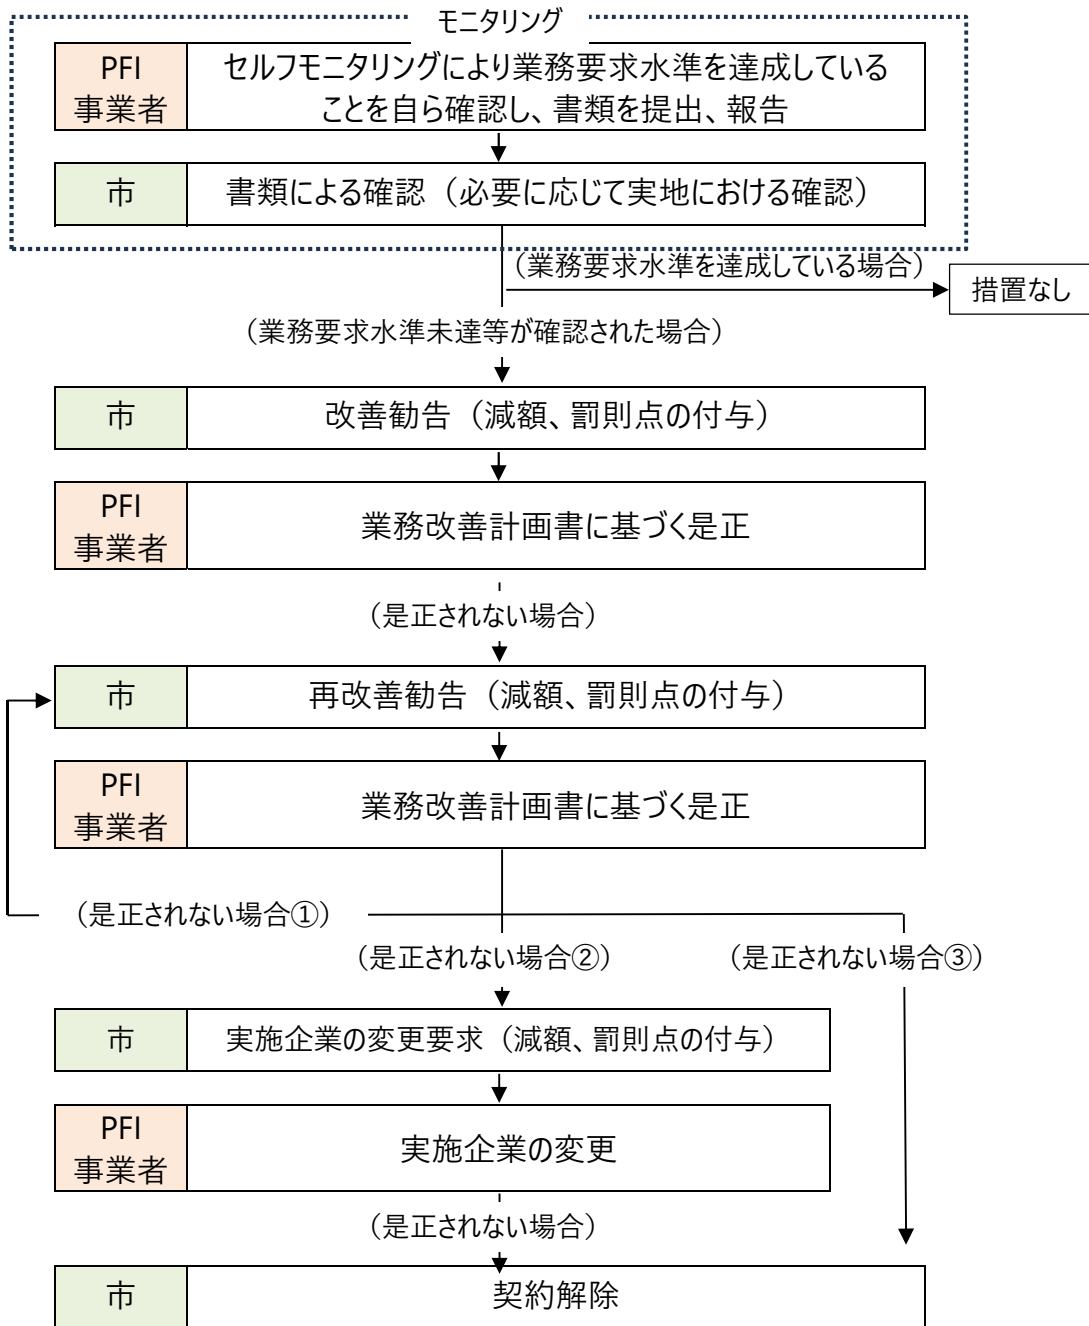 モニタリング
PFI
事業者
セルフモニタリングにより業務要求水準を達成している
ことを自ら確認し、書類を提出、報告
市
書類による確認（必要に応じて実地における確認）
（業務要求水準を達成している場合）
措置なし
（業務要求水準未達等が確認された場合）
市
改善勧告（減額、罰則点の付与）
PFI
事業者
業務改善計画書に基づく是正
（是正されない場合）
市
再改善勧告（減額、罰則点の付与）
PFI
事業者
業務改善計画書に基づく是正
（是正されない場合①）
（是正されない場合②）
（是正されない場合③）
市
実施企業の変更要求（減額、罰則点の付与）
PFI
事業者
実施企業の変更
（是正されない場合）
市
契約解除